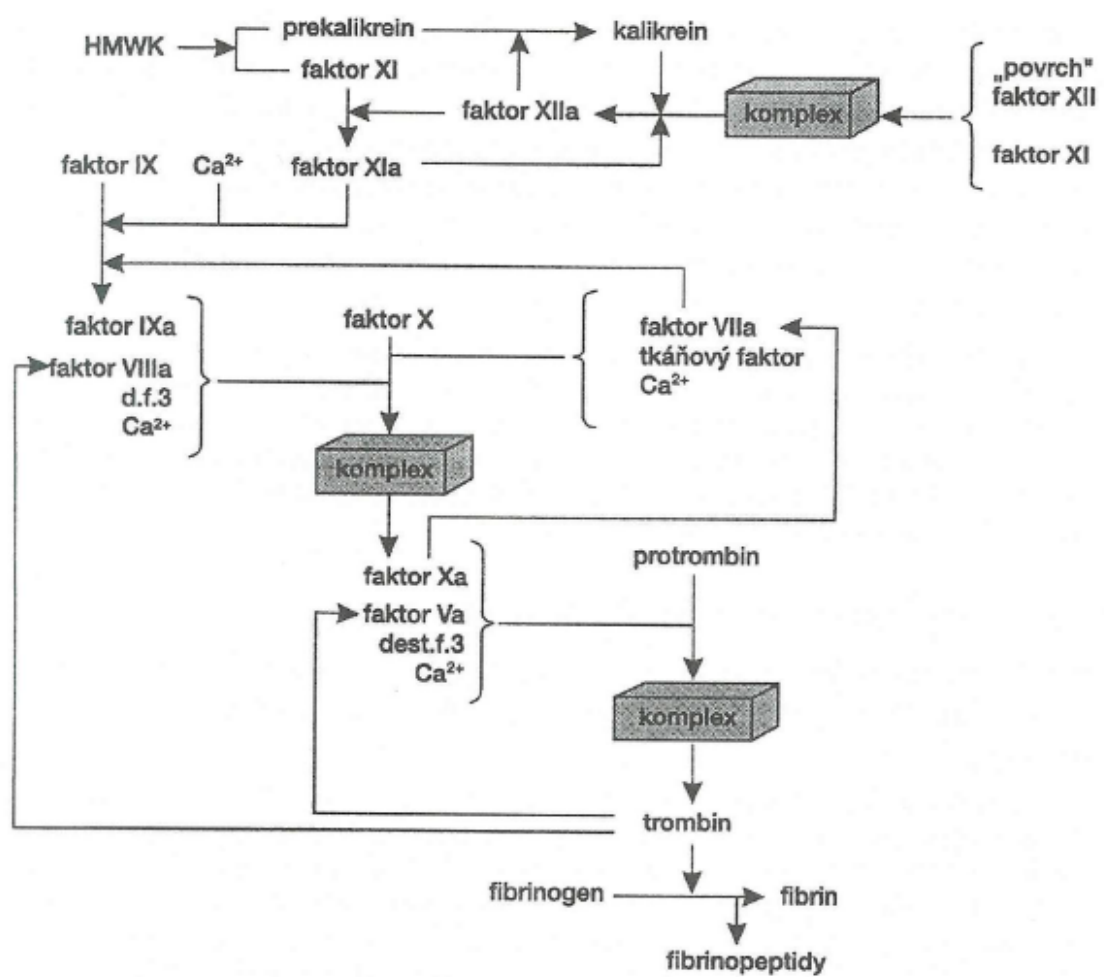 HMWK
prekalikrein
kalikrein
faktor XI
„povrch"
faktor XII
faktor XI
komplex
faktor XIIa
faktor IX
Ca²⁺
faktor XIa
faktor IXa
faktor VIIIa
d.f.3
Ca²⁺
faktor X
faktor VIIa
tkáňový faktor
Ca²⁺
komplex
faktor Xa
faktor Va
dest.f.3
Ca²⁺
protrombin
komplex
trombin
fibrinogen
fibrin
fibrinopeptidy